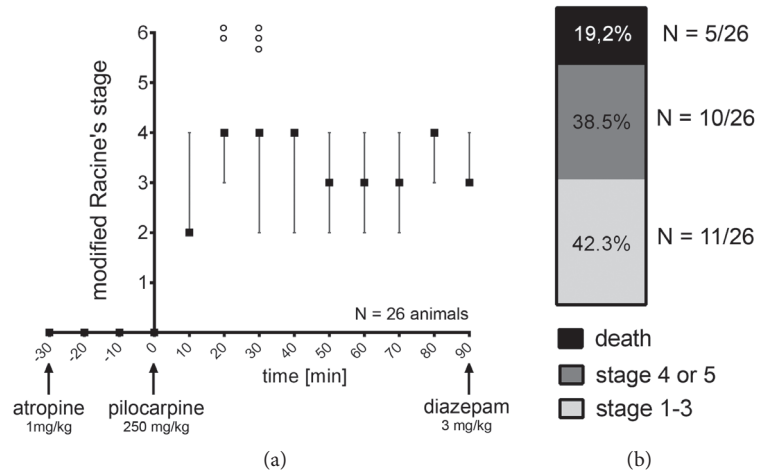 modified Racine's stage
6
5
4
3
2
1
N = 26 animals
-30 -20 -10 0 10 20 30 40 50 60 70 80 90
time [min]
atropine
1mg/kg
pilocarpine
250 mg/kg
diazepam
3 mg/kg
(a)
19,2% N = 5/26
38.5% N = 10/26
42.3% N = 11/26
death
stage 4 or 5
stage 1-3
(b)